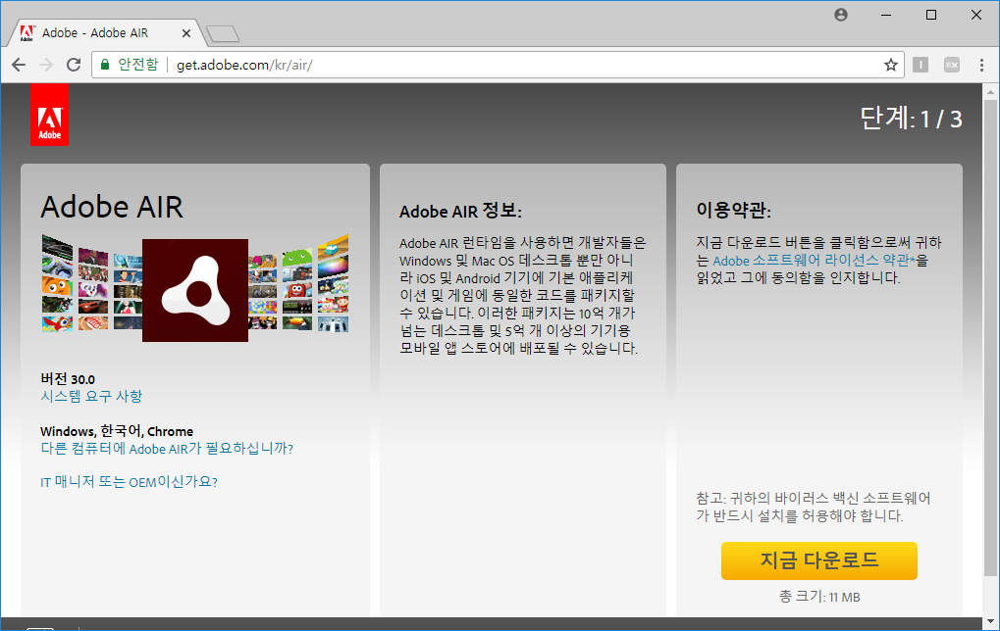 Adobe - Adobe AIR
안전함
get.adobe.com/kr/air/
Adobe
단계: 1 / 3
Adobe AIR
버전 30.0
시스템 요구 사항
Windows, 한국어, Chrome
다른 컴퓨터에 Adobe AIR가 필요하십니까?
IT 매니저 또는 OEM이신가요?
Adobe AIR 정보:
Adobe AIR 런타임을 사용하면 개발자들은
Windows 및 Mac OS 데스크톱 뿐만 아니
라 iOS 및 Android 기기에 기본 애플리케
이션 및 게임에 동일한 코드를 패키지할
수 있습니다. 이러한 패키지는 10억 개가
넘는 데스크톱 및 5억 개 이상의 기기용
모바일 앱 스토어에 배포될 수 있습니다.
이용약관:
지금 다운로드 버튼을 클릭함으로써 귀하
는 Adobe 소프트웨어 라이선스 약관*을
읽었고 그에 동의함을 인지합니다.
참고: 귀하의 바이러스 백신 소프트웨어
가 반드시 설치를 허용해야 합니다.
지금 다운로드
총 크기: 11 MB